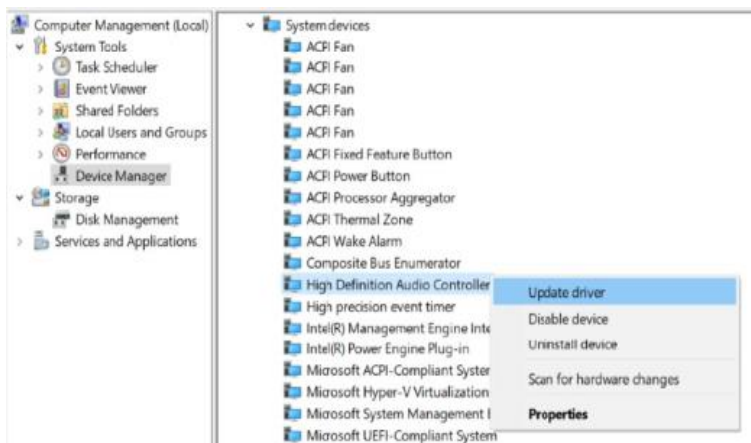 Computer Management (Local)
System Tools
Task Scheduler
Event Viewer
Shared Folders
Local Users and Groups
Performance
Device Manager
Storage
Disk Management
Services and Applications
System devices
ACPI Fan
ACPI Fan
ACPI Fan
ACPI Fan
ACPI Fan
ACPI Fixed Feature Button
ACPI Power Button
ACPI Processor Aggregator
ACPI Thermal Zone
ACPI Wake Alarm
Composite Bus Enumerator
High Definition Audio Controller
High precision event timer
Intel(R) Management Engine Inte
Intel(R) Power Engine Plug-in
Microsoft ACPI-Compliant System
Microsoft Hyper-V Virtualization
Microsoft System Management
Microsoft UEFI-Compliant System
Update driver
Disable device
Uninstall device
Scan for hardware changes
Properties